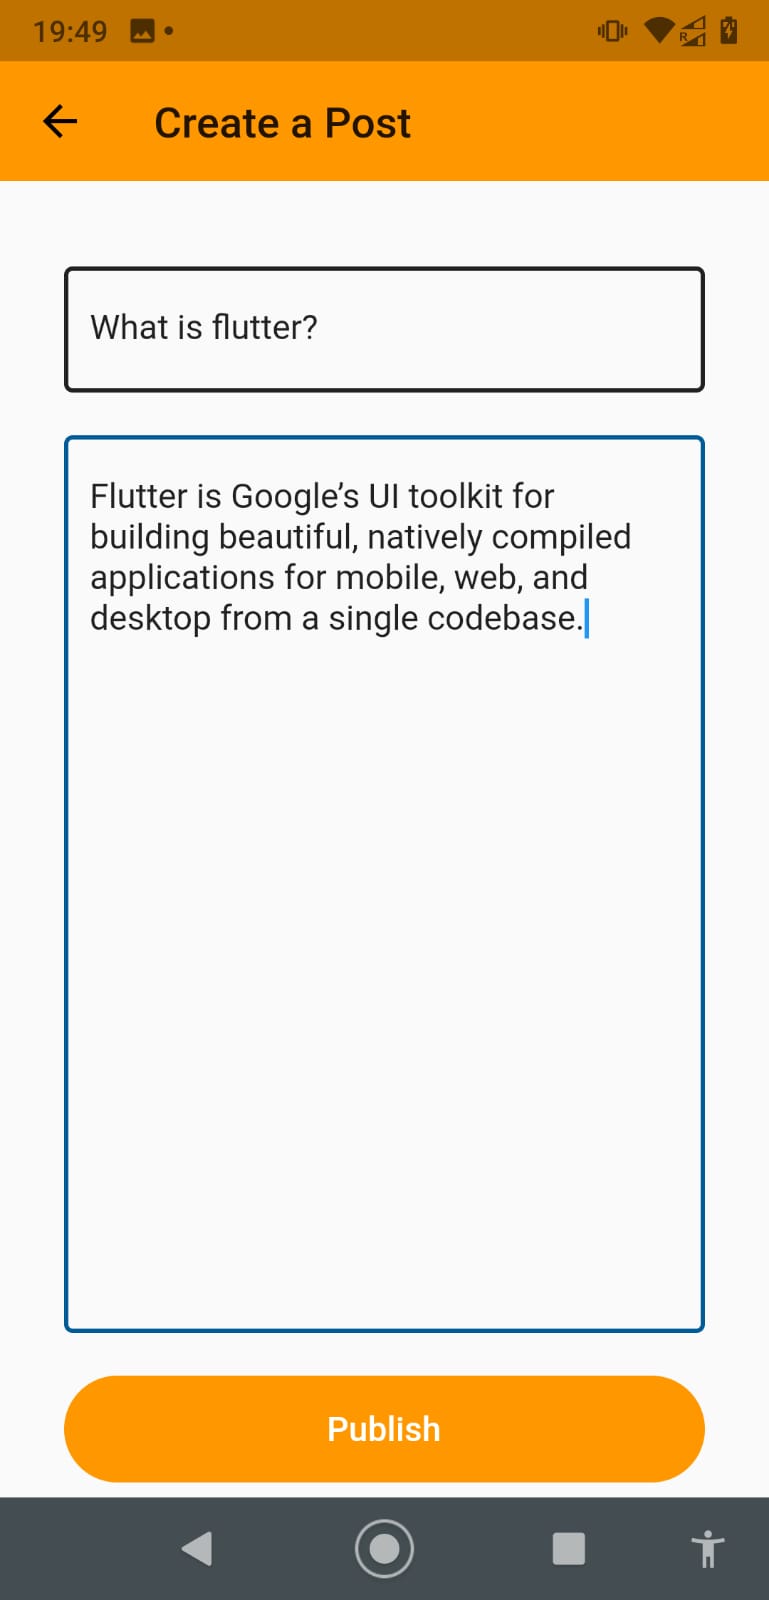 19:49
R
Create a Post
What is flutter?
Flutter is Google’s UI toolkit for
building beautiful, natively compiled
applications for mobile, web, and
desktop from a single codebase.
Publish